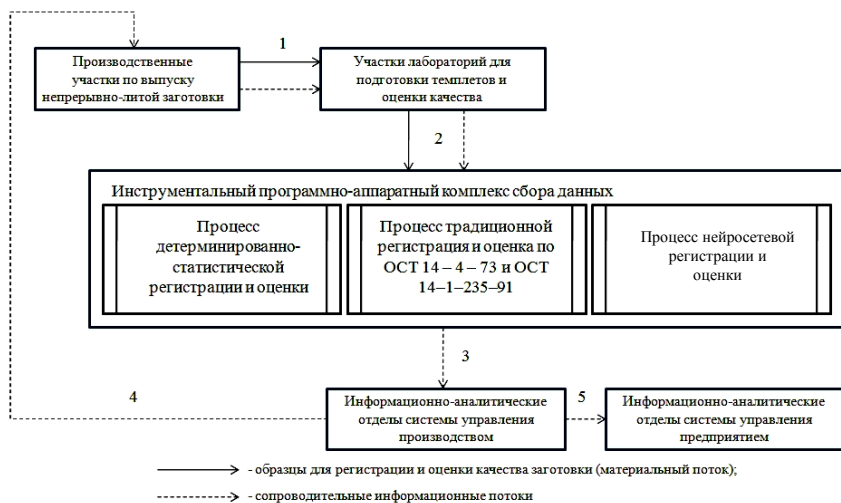 1
Производственные
участки по выпуску
непрерывно-литой заготовки
Участки лабораторий для
подготовки темплетов и
оценки качества
2
Инструментальный программно-аппаратный комплекс сбора данных
Процесс
детерминированно-
статистической
регистрации и оценки
Процесс традиционной
регистрация и оценка по
ОСТ 14 – 4 – 73 и ОСТ
14–1–235–91
Процесс нейросетевой
регистрации и
оценки
3
4
Информационно-аналитические
отделы системы управления
производством
5
Информационно-аналитические
отделы системы управления
предприятием
- образцы для регистрации и оценки качества заготовки (материальный поток);
- сопроводительные информационные потоки